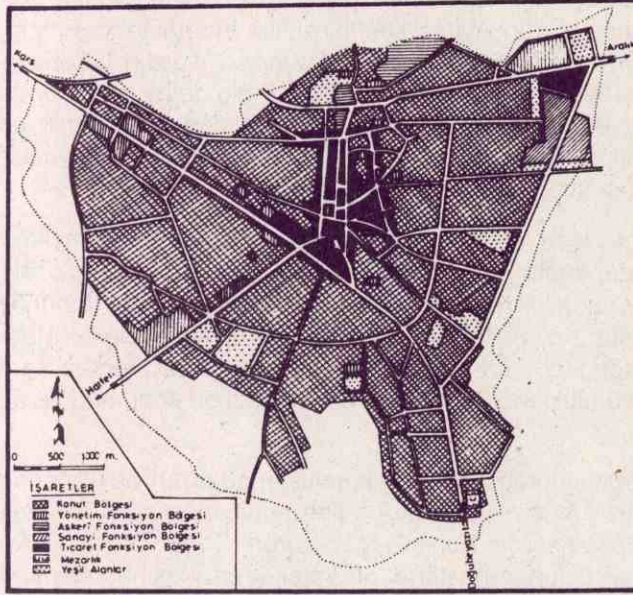 Kars
Aralık
Halfeli
Doğubeyazıt
0 500 1000 m.
İŞARETLER
Konut Bölgesi
Yönetim Fonksiyon Bölgesi
Askerî Fonksiyon Bölgesi
Sanayi Fonksiyon Bölgesi
Ticaret Fonksiyon Bölgesi
Mezarlık
Yeşil Alanlar